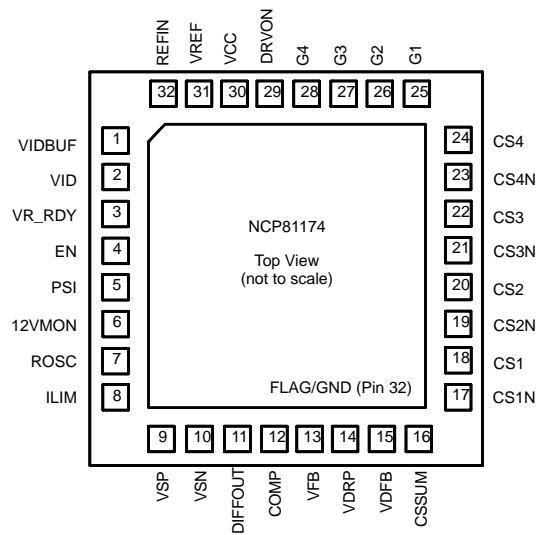 REFIN
VREF
VCC
DRVON
G4
G3
G2
G1
32 31 30 29 28 27 26 25
VIDBUF 1
VID 2
VR_RDY 3
EN 4
PSI 5
12VMON 6
ROSC 7
ILIM 8
24 CS4
23 CS4N
22 CS3
21 CS3N
20 CS2
19 CS2N
18 CS1
17 CS1N
NCP81174
Top View
(not to scale)
FLAG/GND (Pin 32)
9 10 11 12 13 14 15 16
VSP
VSN
DIFFOUT
COMP
VFB
VDRP
VDFB
CSSUM